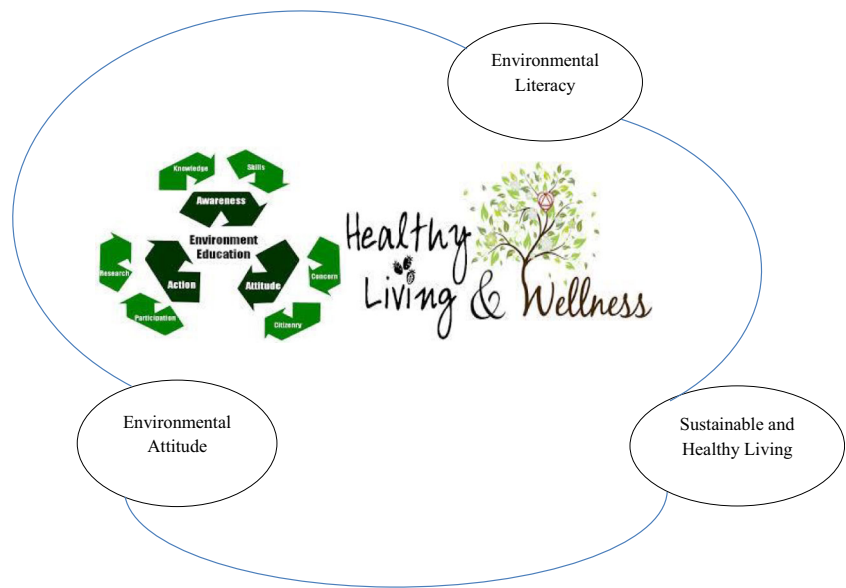 Environmental
Literacy
Knowledge
Skills
Awareness
Environment
Education
Research
Action
Attitude
Concern
Participation
Citizenry
Healthy
Living & Wellness
Environmental
Attitude
Sustainable and
Healthy Living